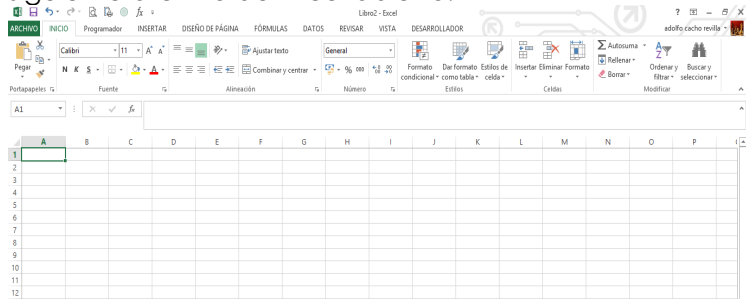 Libro2 - Excel
ARCHIVO INICIO Programador INSERTAR DISEÑO DE PÁGINA FÓRMULAS DATOS REVISAR VISTA DESARROLLADOR adolfo cacho revilla
Pegar
Calibri 11
N K S
Ajustar texto
Combinar y centrar
General
% 000
Formato condicional
Dar formato como tabla
Estilos de celda
Insertar Eliminar Formato
Autosuma
Rellenar
Borrar
Ordenar y filtrar
Buscar y seleccionar
Portapapeles Fuente Alineación Número Estilos Celdas Modificar
A1 fx
A B C D E F G H I J K L M N O P
1
2
3
4
5
6
7
8
9
10
11
12